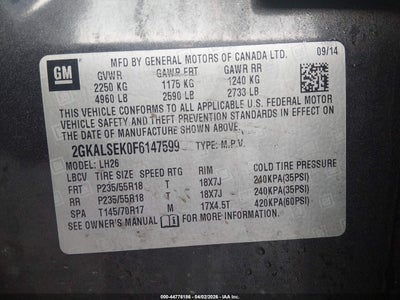 GM
MFD BY GENERAL MOTORS OF CANADA LTD. 09/14
GVWR GAWR FRT GAWR RR
2250 KG 1175 KG 1240 KG
4960 LB 2590 LB 2733 LB
THIS VEHICLE CONFORMS TO ALL APPLICABLE U.S. FEDERAL MOTOR
VEHICLE SAFETY AND THEFT PREVENTION STANDARDS IN EFFECT ON
THE DATE OF MANUFACTURE SHOWN ABOVE.
2GKALSEK0F6147599 TYPE: M.P.V.
MODEL: LH26
LBCV TIRE SIZE SPEED RTG RIM COLD TIRE PRESSURE
FRT P235/55R18 T 18X7J 240KPA(35PSI)
RR P235/55R18 T 18X7J 240KPA(35PSI)
SPA T145/70R17 M 17X4.5T 420KPA(60PSI)
SEE OWNER'S MANUAL FOR MORE INFORMATION.
000-44776186 - 04/02/2026 - IAA Inc.